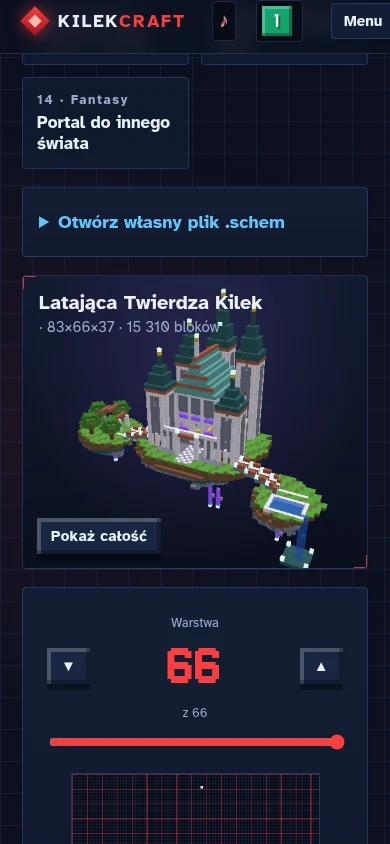 KILEKCRAFT
♪
1
Menu
14 · Fantasy
Portal do innego
świata
▶ Otwórz własny plik .schem
Latająca Twierdza Kilek
· 83×66×37 · 15 310 bloków
Pokaż całość
Warstwa
▼ 66 ▲
z 66